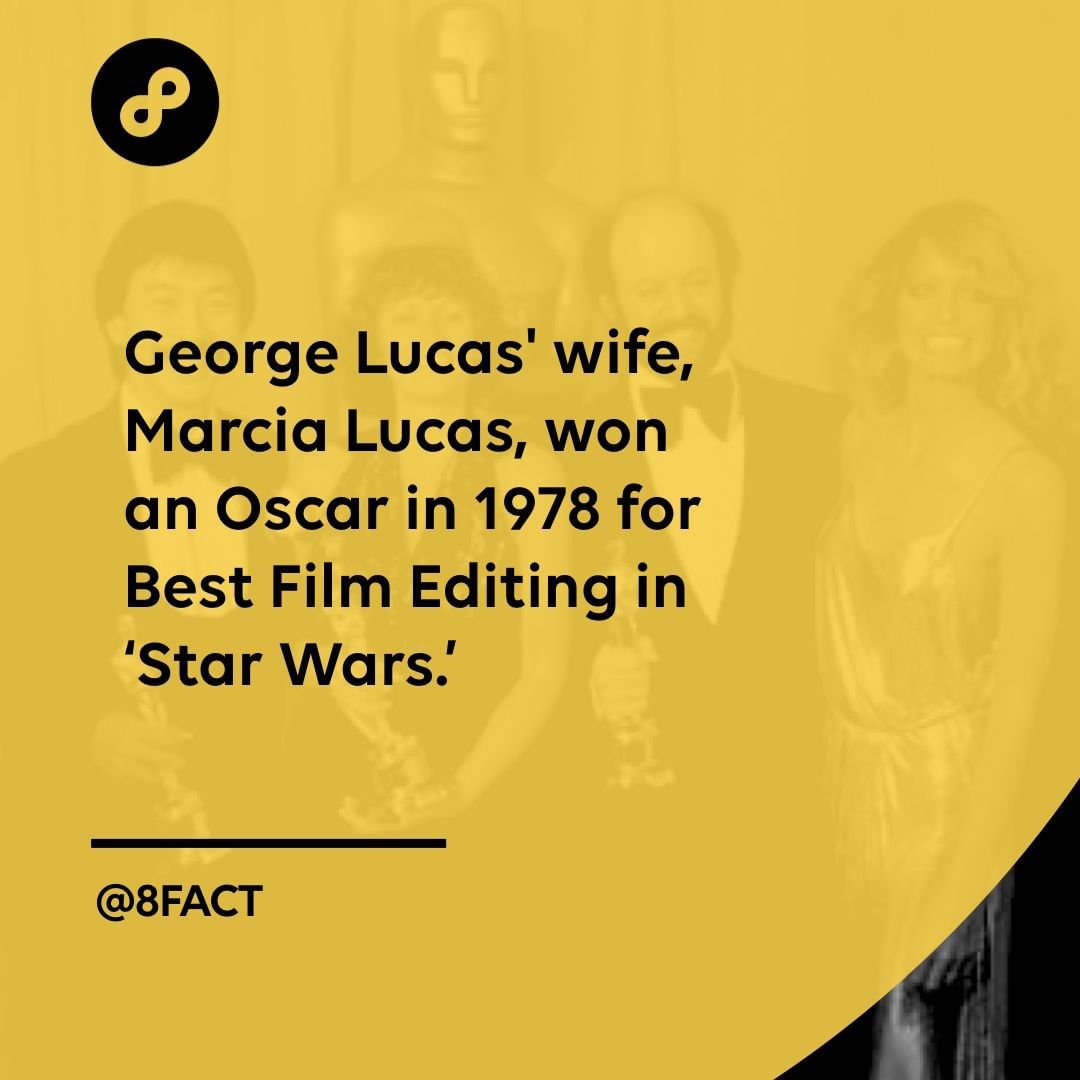 George Lucas' wife,
Marcia Lucas, won
an Oscar in 1978 for
Best Film Editing in
‘Star Wars.’
@8FACT